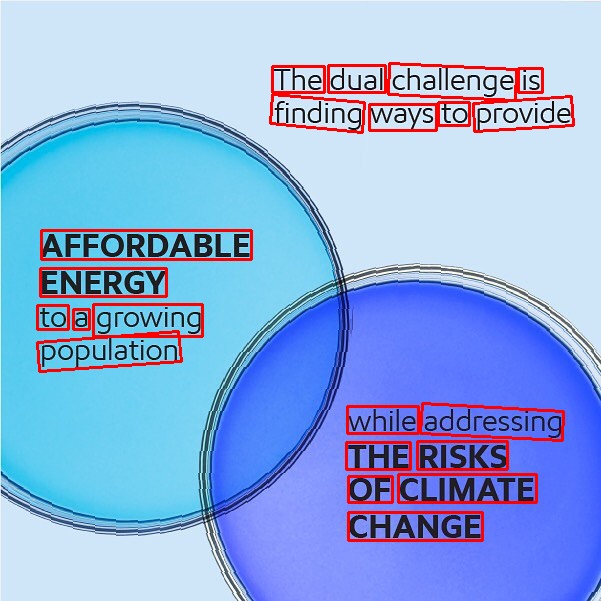 The dual challenge is
finding ways to provide
AFFORDABLE
ENERGY
to a growing
population
while addressing
THE RISKS
OF CLIMATE
CHANGE